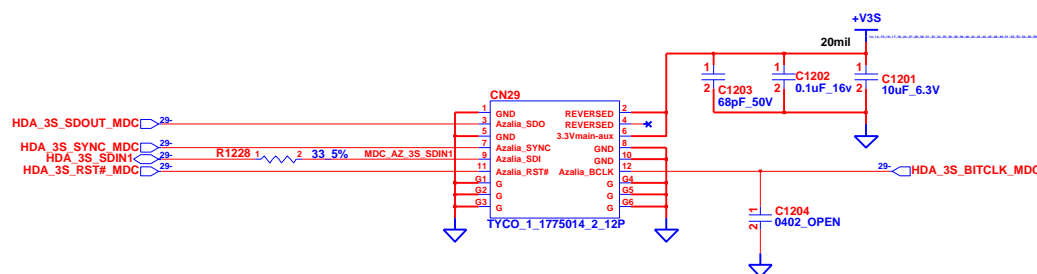 +V3S
20mil
1
2
C1203
68pF_50V
1
2
C1202
0.1uF_16v
1
2
C1201
10uF_6.3V
CN29
HDA_3S_SDOUT_MDC 29-
HDA_3S_SYNC_MDC 29-
HDA_3S_SDIN1 29-
HDA_3S_RST#_MDC 29-
R1228 1 2 33_5% MDC_AZ_3S_SDIN1
1 GND REVERSED 2
3 Azalia_SDO REVERSED 4
5 GND 3.3Vmain-aux 6
7 Azalia_SYNC GND 8
9 Azalia_SDI GND 10
11 Azalia_RST# Azalia_BCLK 12
G1 G G G4
G2 G G G5
G3 G G G6
TYCO_1_1775014_2_12P
29- HDA_3S_BITCLK_MDC
1
2
C1204
0402_OPEN